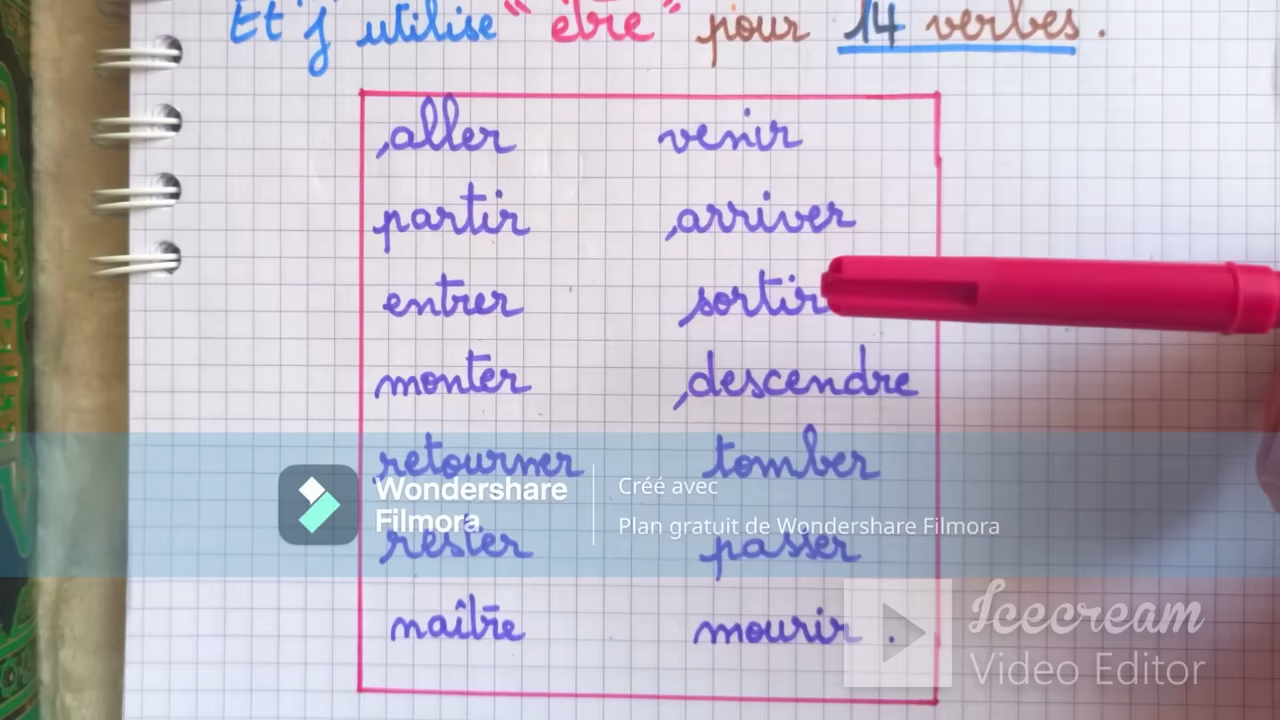 Et j'utilise "être" pour 14 verbes.
aller venir
partir arriver
entrer sortir
monter descendre
retourner tomber
Wondershare Créé avec
Filmora Plan gratuit de Wondershare Filmora
rester passer
naître mourir.
Icecream
Video Editor